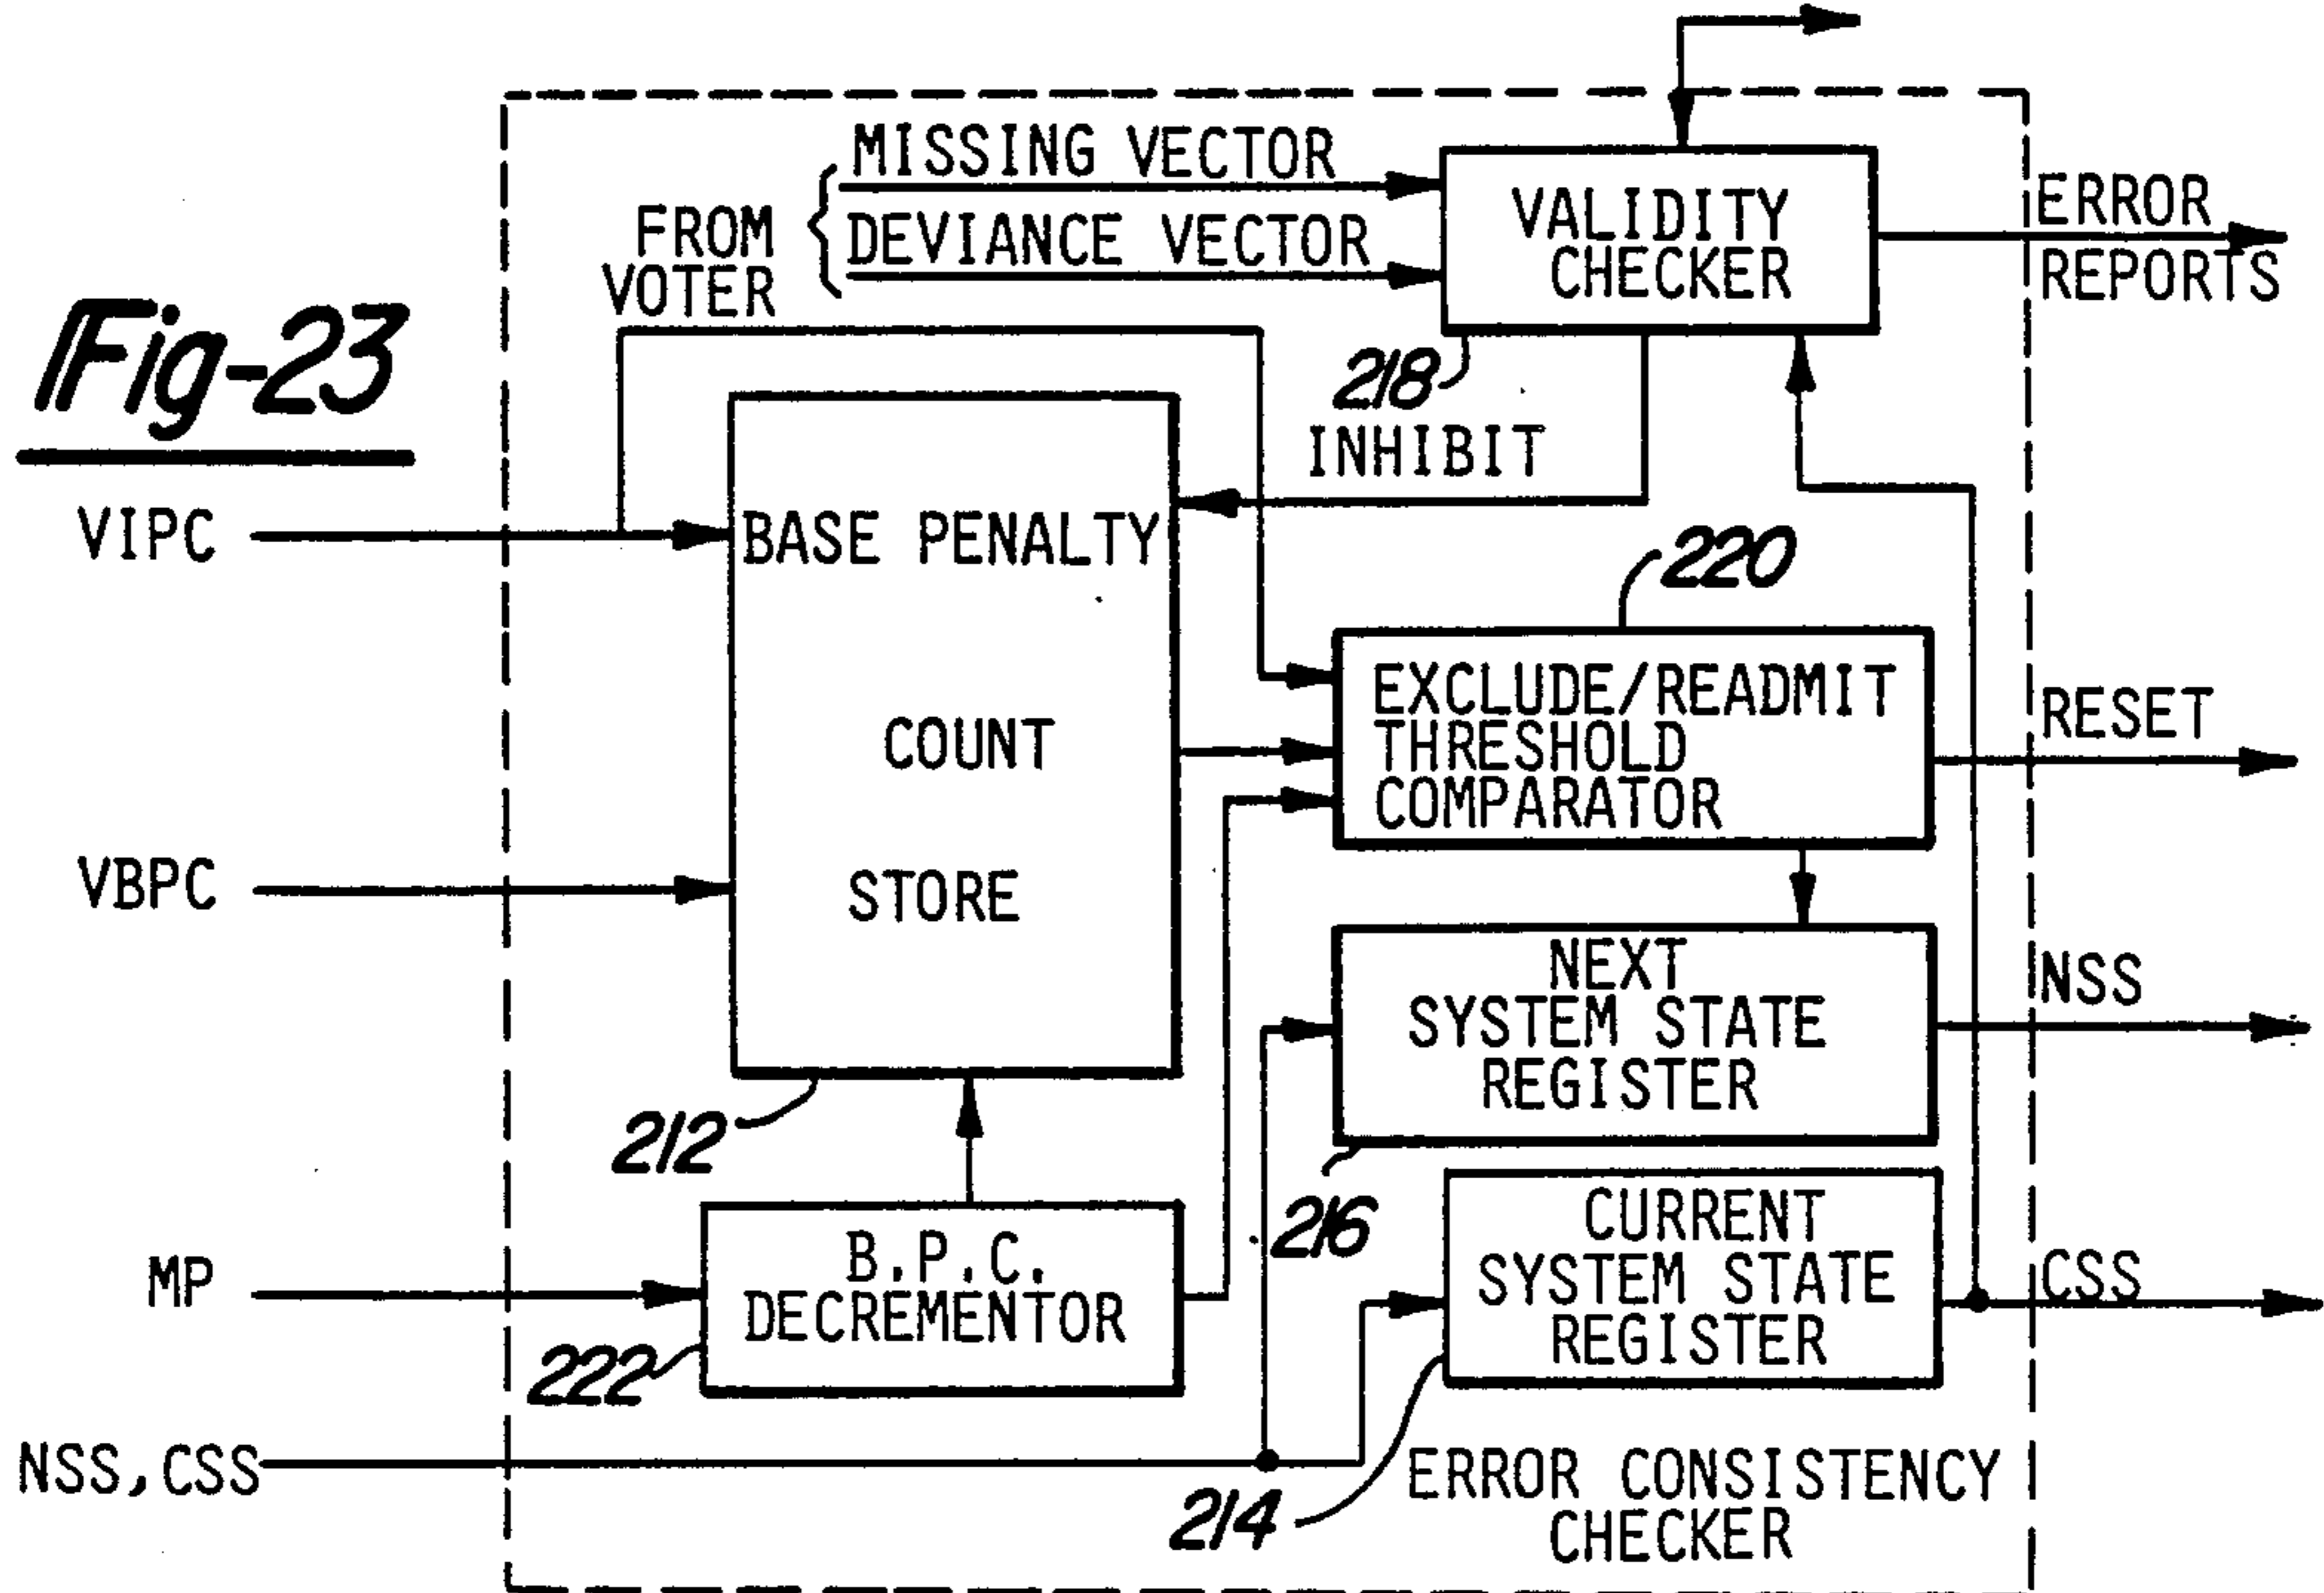 MISSING VECTOR
FROM VOTER
DEVIANCE VECTOR
VALIDITY
CHECKER
ERROR
REPORTS
Fig-23
218
INHIBIT
VIPC
BASE PENALTY
COUNT
STORE
220
EXCLUDE/READMIT
THRESHOLD
COMPARATOR
RESET
VBPC
NEXT
SYSTEM STATE
REGISTER
NSS
212
216
MP
B.P.C.
DECREMENTOR
222
CURRENT
SYSTEM STATE
REGISTER
CSS
NSS,CSS
214
ERROR CONSISTENCY
CHECKER